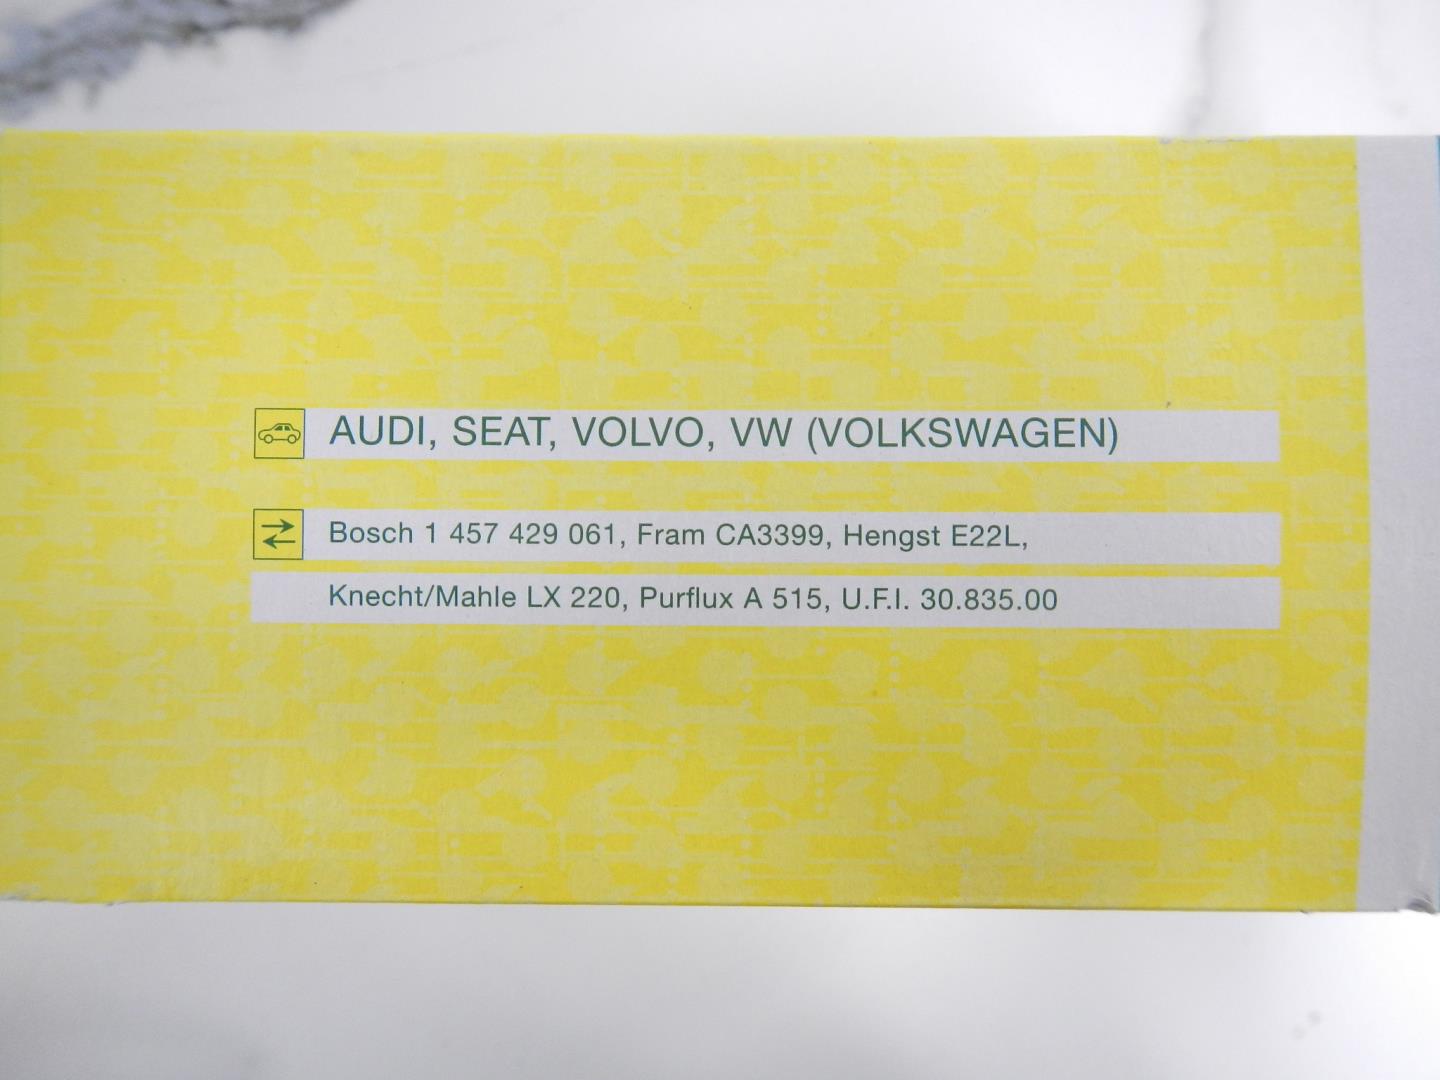 AUDI, SEAT, VOLVO, VW (VOLKSWAGEN)
Bosch 1 457 429 061, Fram CA3399, Hengst E22L,
Knecht/Mahle LX 220, Purflux A 515, U.F.I. 30.835.00